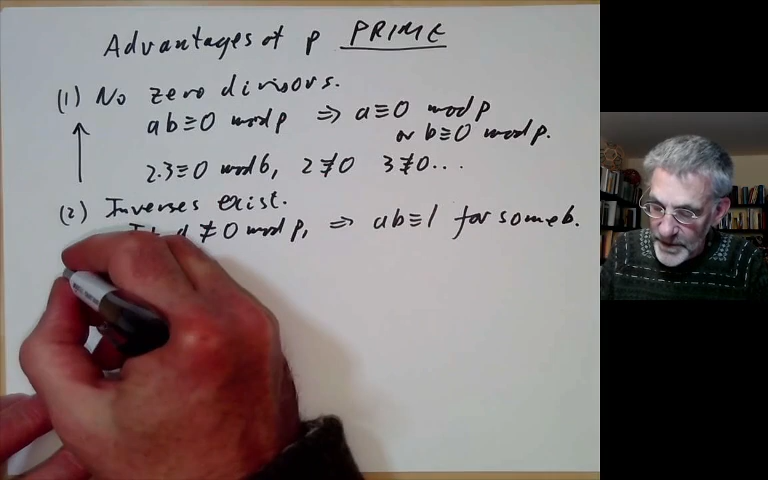 Advantages of p PRIME
(1) No zero divisors.
ab≡0 mod p ⇒ a≡0 mod p
or b≡0 mod p.
2.3≡0 mod 6, 2≢0 3≢0...
(2) Inverses exist.
a ≢ 0 mod p, ⇒ ab≡1 for some b.